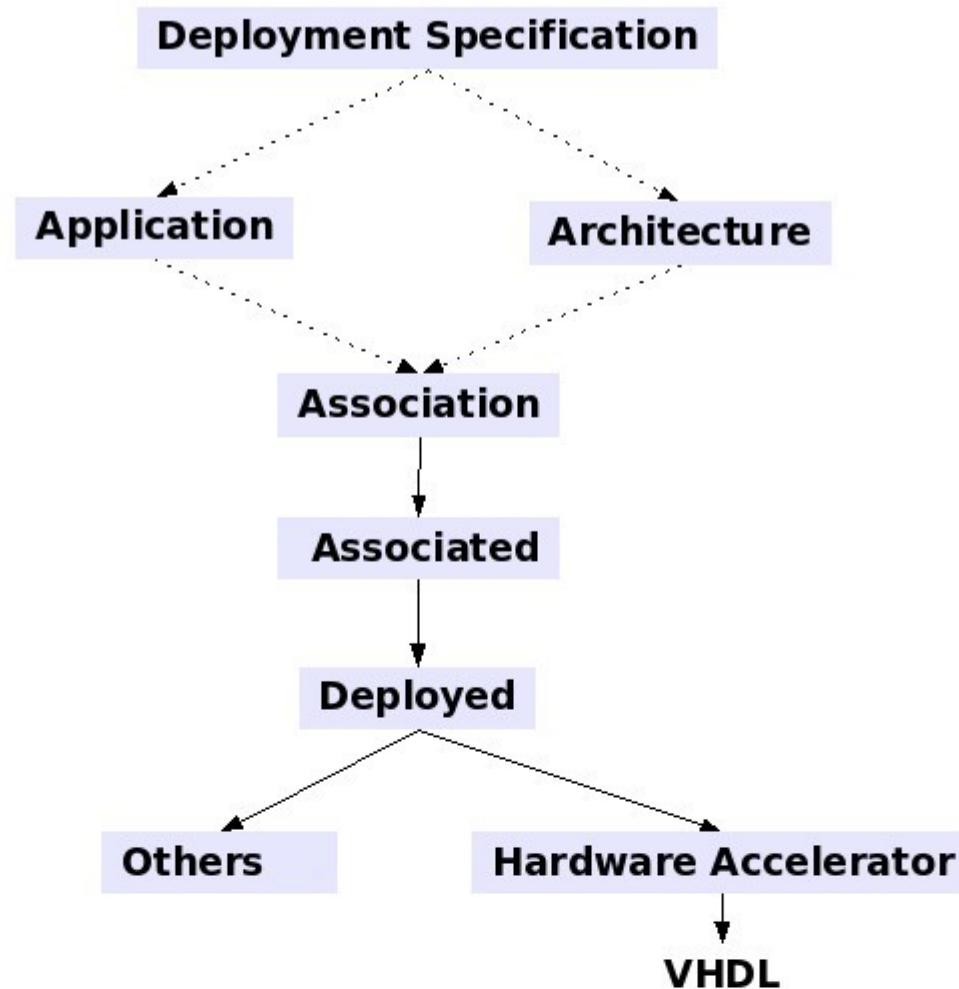 Deployment Specification
Application
Architecture
Association
Associated
Deployed
Others
Hardware Accelerator
VHDL